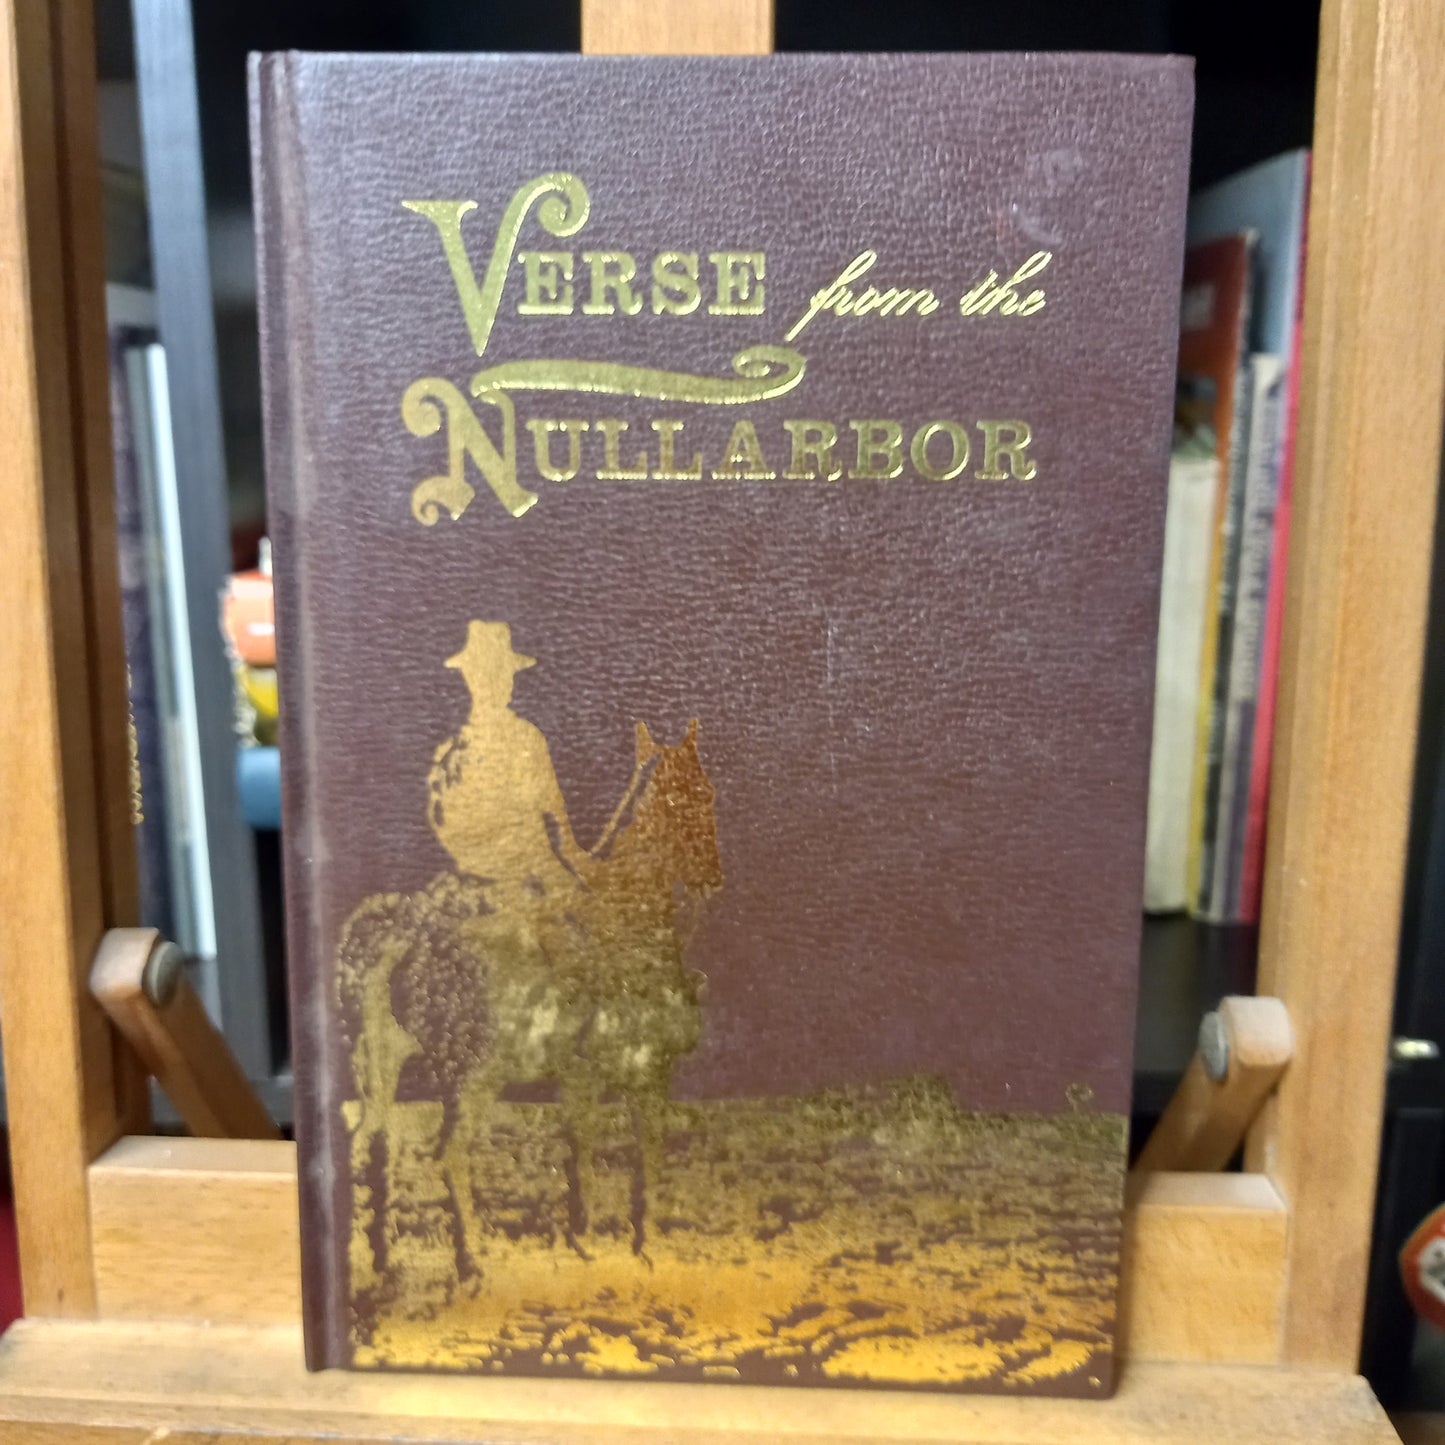 VERSE from the
NULLARBOR